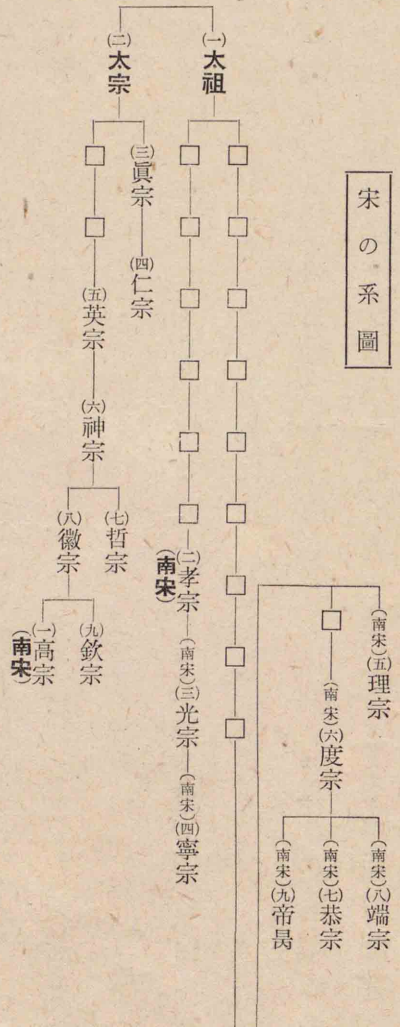 宋の系圖
(一)太祖
(二)太宗
(三)眞宗
(四)仁宗
(五)英宗
(六)神宗
(七)哲宗
(八)徽宗
(九)欽宗
(一)高宗
(南宋)
(二)孝宗
(南宋)
(南宋)(三)光宗
(南宋)(四)寧宗
(南宋)(五)理宗
(南宋)(六)度宗
(南宋)(八)端宗
(南宋)(七)恭宗
(南宋)(九)帝昺